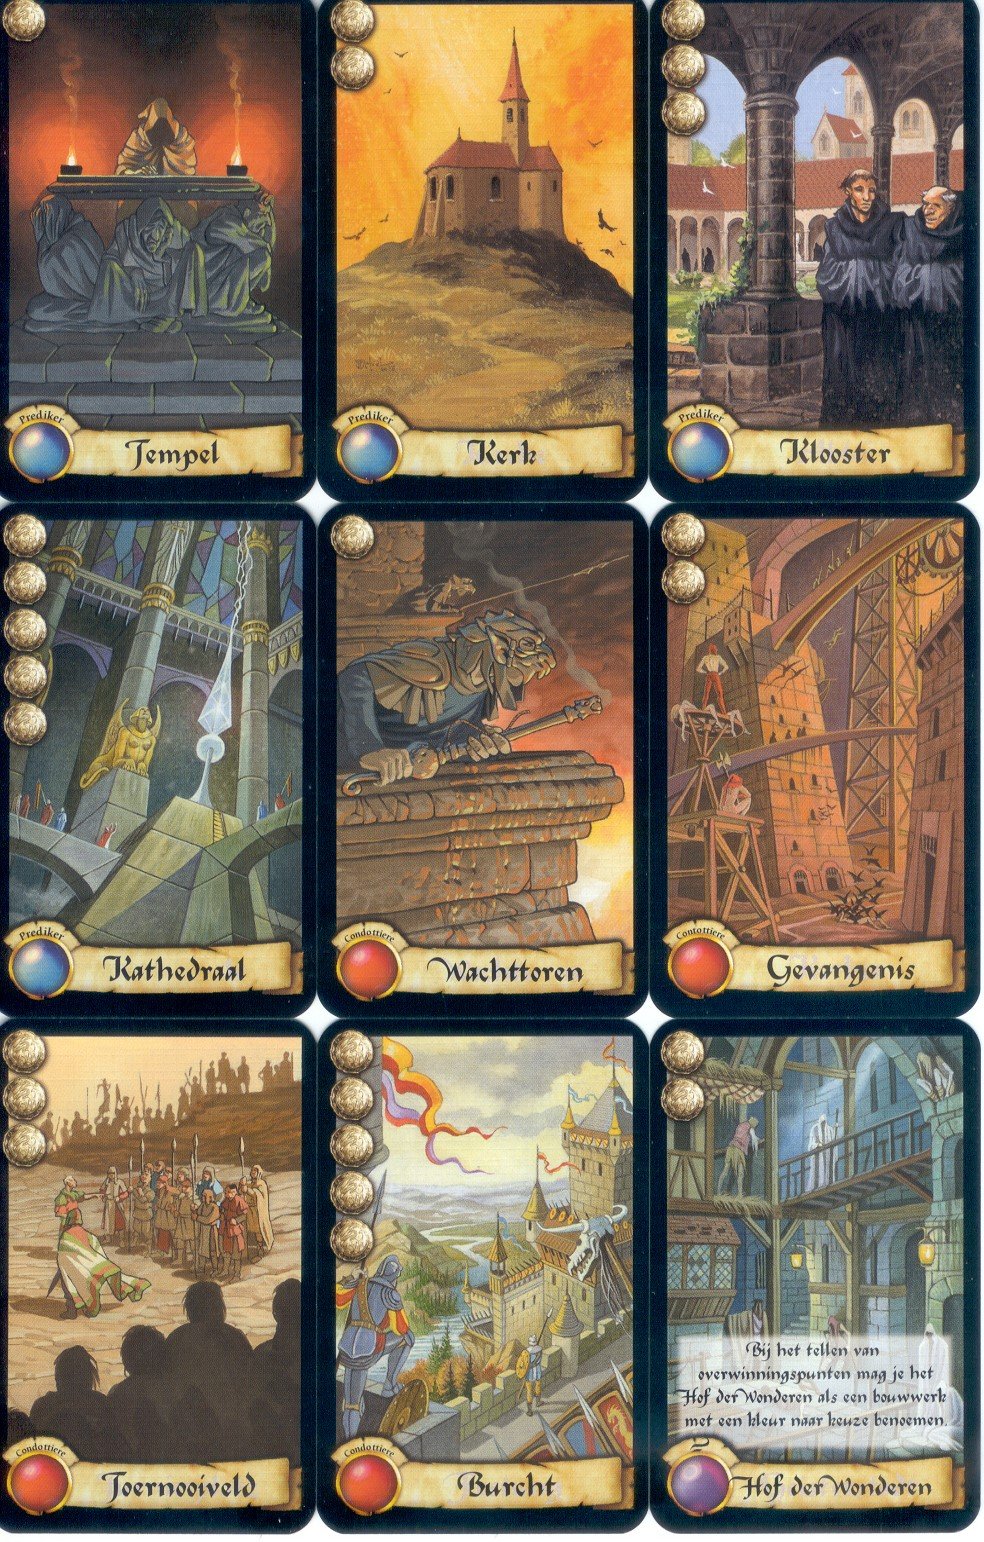 Prediker
Tempel
Prediker
Kerk
Prediker
Klooster
Prediker
Kathedraal
Condottiere
Wachttoren
Contottiere
Gevangenis
Condottiere
Toernooiveld
Condottiere
Burcht
Bij het tellen van
overwinningspunten mag je het
Hof der Wonderen als een bouwwerk
met een kleur naar keuze benoemen.
Hof der Wonderen